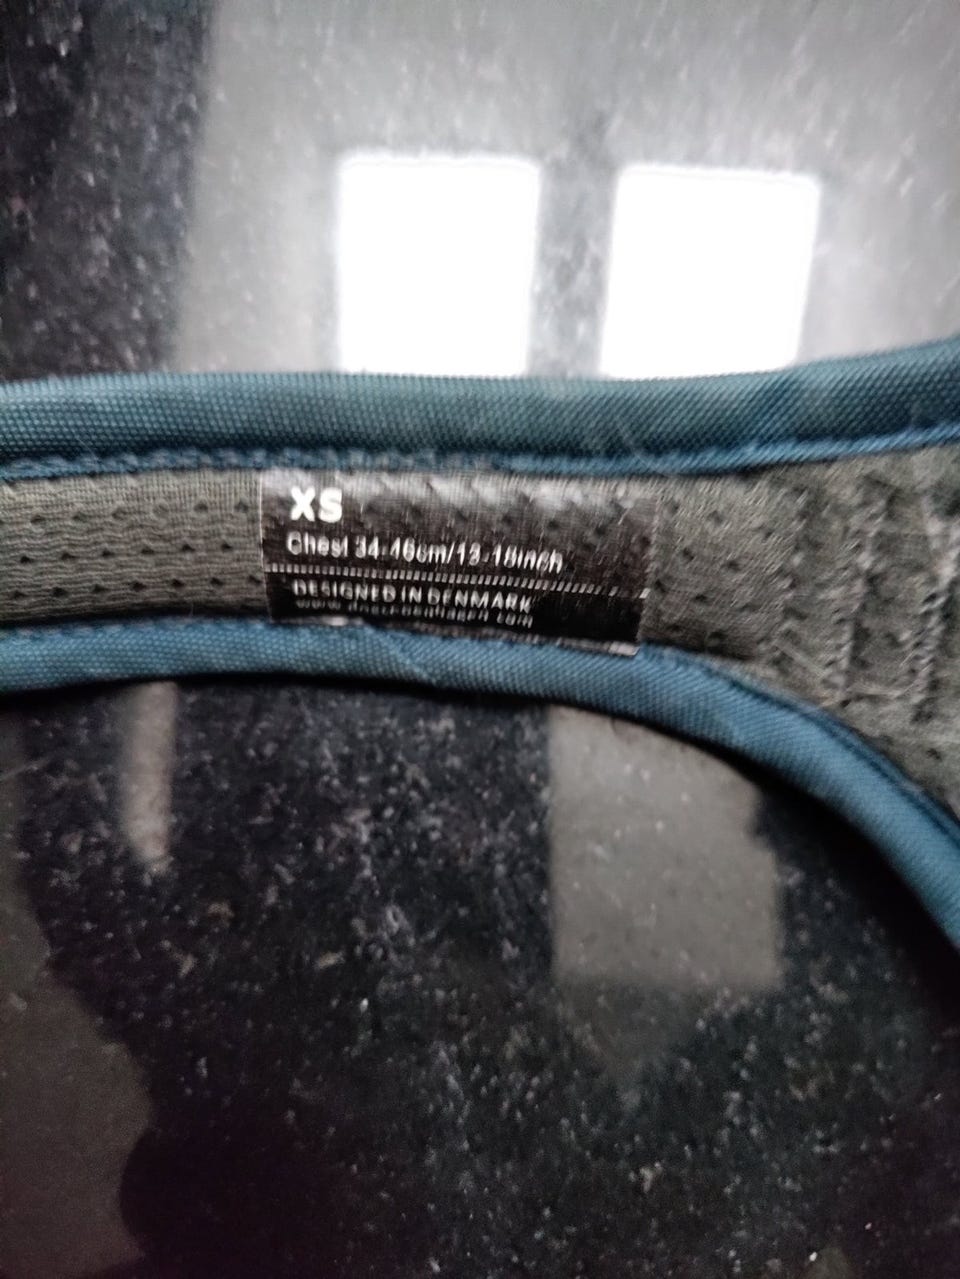 XS
Chest 34-46cm/13-18inch
DESIGNED IN DENMARK